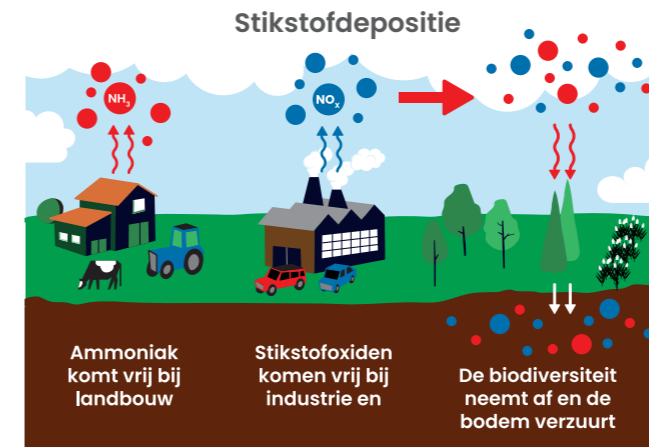 Stikstofdepositie
NH₃
NOₓ
Ammoniak
komt vrij bij
landbouw
Stikstofoxiden
komen vrij bij
industrie en
De biodiversiteit
neemt af en de
bodem verzuurt